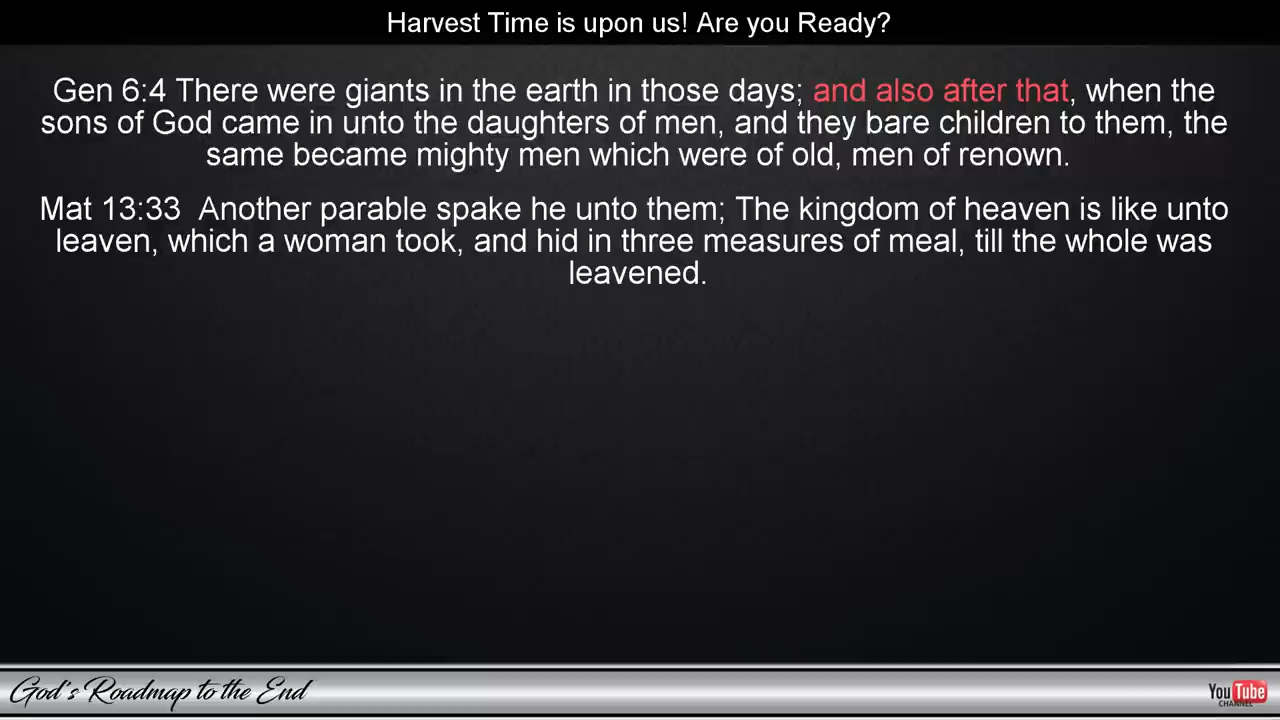 Harvest Time is upon us! Are you Ready?
Gen 6:4 There were giants in the earth in those days; and also after that, when the
sons of God came in unto the daughters of men, and they bare children to them, the
same became mighty men which were of old, men of renown.
Mat 13:33  Another parable spake he unto them; The kingdom of heaven is like unto
leaven, which a woman took, and hid in three measures of meal, till the whole was
leavened.
God's Roadmap to the End
YouTube
CHANNEL